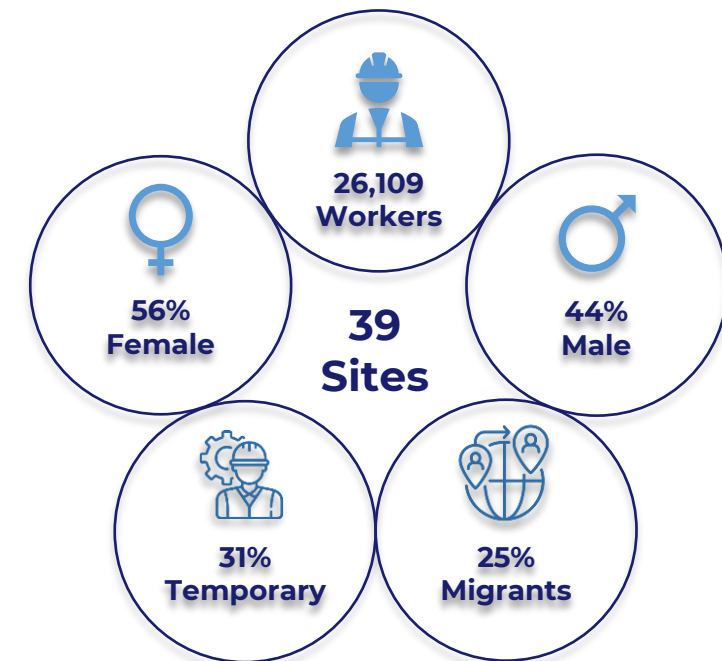 26,109
Workers
56%
Female
44%
Male
39
Sites
31%
Temporary
25%
Migrants